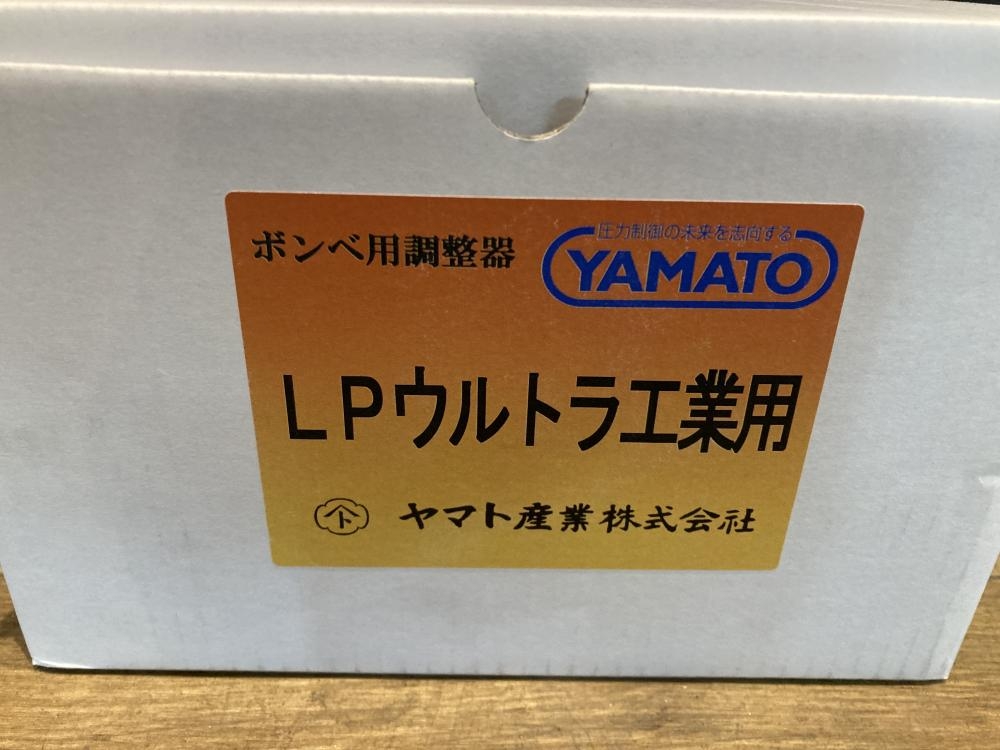 ボンベ用調整器
圧力制御の未来を志向する
YAMATO
LPウルトラ工業用
ヤマト産業株式会社